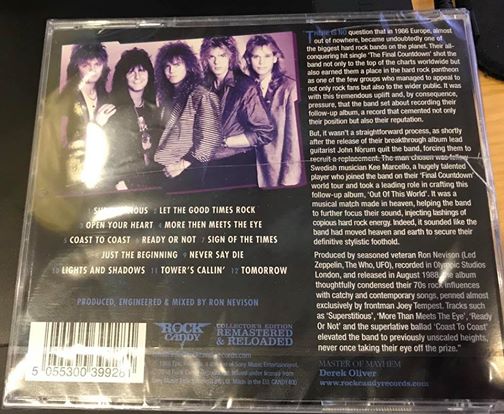 THERE IS NO question that in 1986 Europe, almost
out of nowhere, became undoubtedly one of
the biggest hard rock bands on the planet. Their all-
conquering hit single 'The Final Countdown' shot the
band not only to the top of the charts worldwide but
also earned them a place in the hard rock pantheon
as one of the few groups who managed to appeal to
not only rock fans but also to the wider public. It was
with this tremendous uplift and, by consequence,
pressure, that the band set about recording their
follow-up album, a record that cemented not only
their position but also their reputation.
But, it wasn't a straightforward process, as shortly
after the release of their breakthrough album lead
guitarist John Norum quit the band, forcing them to
recruit a replacement. The man chosen was fellow
Swedish musician Kee Marcello, a hugely talented
player who joined the band on their 'Final Countdown'
world tour and took a leading role in crafting this
follow-up album, 'Out Of This World'. It was a
musical match made in heaven, helping the band
to further focus their sound, injecting lashings of
copious hard rock energy. Indeed, it sounded like the
band had moved heaven and earth to secure their
definitive stylistic foothold.
Produced by seasoned veteran Ron Nevison (Led
Zeppelin, The Who, UFO), recorded in Olympic Studios
London, and released in August 1988, the album
thoughtfully condensed their 70s rock influences
with catchy and contemporary songs, penned almost
exclusively by frontman Joey Tempest. Tracks such
as 'Superstitious', 'More Than Meets The Eye', 'Ready
Or Not' and the superlative ballad 'Coast To Coast'
elevated the band to previously unscaled heights,
never once taking their eye off the prize."
MASTER OF MAYHEM
Derek Oliver
www.rockcandyrecords.com
1 SUPERSTITIOUS 2 LET THE GOOD TIMES ROCK
3 OPEN YOUR HEART 4 MORE THEN MEETS THE EYE
5 COAST TO COAST 6 READY OR NOT 7 SIGN OF THE TIMES
8 JUST THE BEGINNING 9 NEVER SAY DIE
10 LIGHTS AND SHADOWS 11 TOWER'S CALLIN' 12 TOMORROW
PRODUCED, ENGINEERED & MIXED BY RON NEVISON
ROCK
CANDY
COLLECTOR'S EDITION
REMASTERED
& RELOADED
5 055300 399281